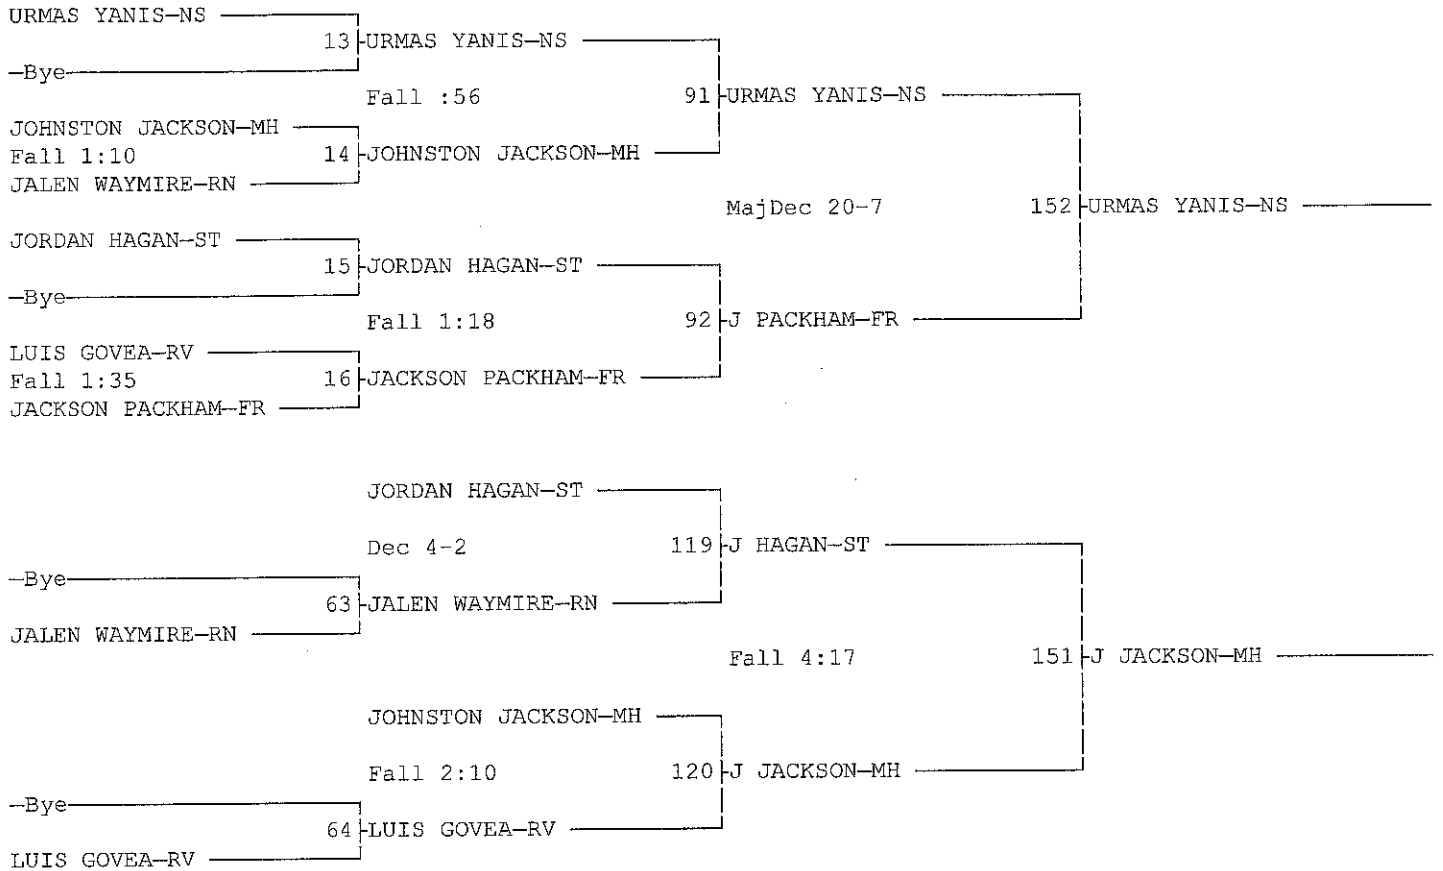 URMAS YANIS—NS
13 URMAS YANIS—NS
—Bye
Fall :56
91 URMAS YANIS—NS
JOHNSTON JACKSON—MH
Fall 1:10
14 JOHNSTON JACKSON—MH
JALEN WAYMIRE—RN
MajDec 20-7
152 URMAS YANIS—NS
JORDAN HAGAN—ST
15 JORDAN HAGAN—ST
—Bye
Fall 1:18
92 J PACKHAM—FR
LUIS GOVEA—RV
Fall 1:35
16 JACKSON PACKHAM—FR
JACKSON PACKHAM—FR
JORDAN HAGAN—ST
Dec 4-2
119 J HAGAN—ST
—Bye
63 JALEN WAYMIRE—RN
JALEN WAYMIRE—RN
Fall 4:17
151 J JACKSON—MH
JOHNSTON JACKSON—MH
Fall 2:10
120 J JACKSON—MH
—Bye
64 LUIS GOVEA—RV
LUIS GOVEA—RV